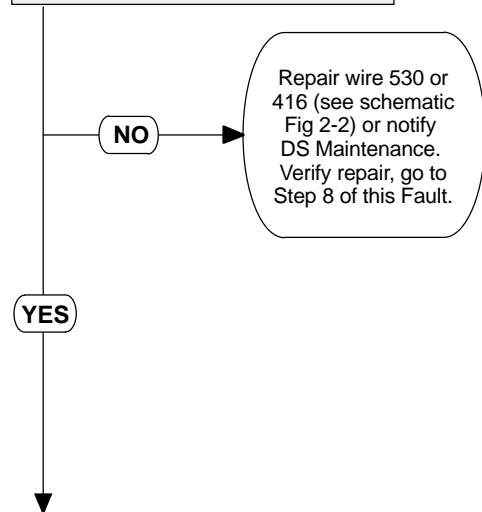 NO
Repair wire 530 or
416 (see schematic
Fig 2-2) or notify
DS Maintenance.
Verify repair, go to
Step 8 of this Fault.
YES